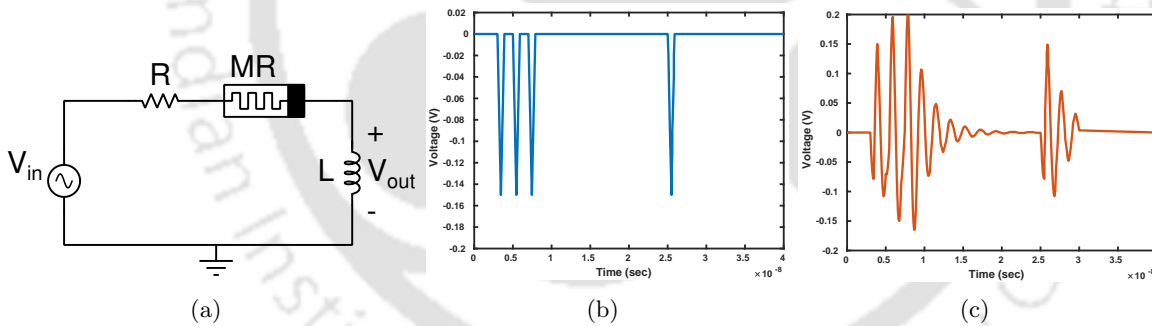 R
MR
V_in
L
+
V_out
-
(a)
0.02
0
-0.02
-0.04
-0.06
-0.08
-0.1
-0.12
-0.14
-0.16
-0.18
-0.2
Voltage (V)
0 0.5 1 1.5 2 2.5 3 3.5 4
Time (sec)
×10^-8
(b)
0.2
0.15
0.1
0.05
0
-0.05
-0.1
-0.15
-0.2
Voltage (V)
0 0.5 1 1.5 2 2.5 3 3.5 4
Time (sec)
(c)